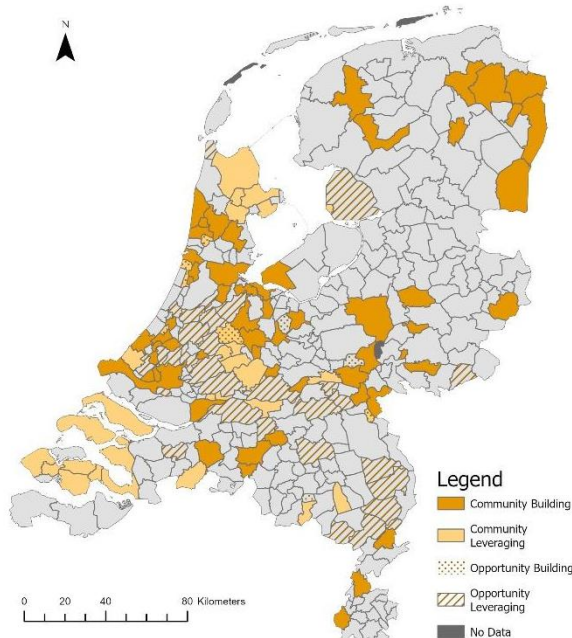 N
Legend
Community Building
Community
Leveraging
Opportunity Building
Opportunity
Leveraging
No Data
0 20 40 80 Kilometers